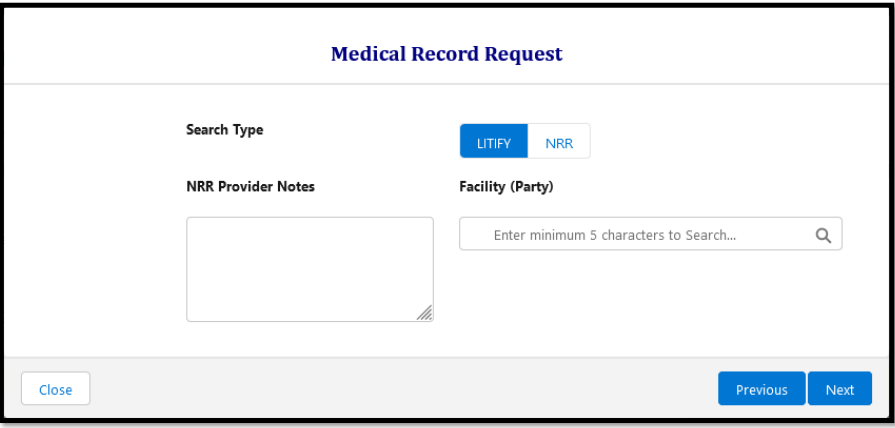 Medical Record Request
Search Type
LITIFY NRR
NRR Provider Notes
Facility (Party)
Enter minimum 5 characters to Search...
Close
Previous
Next